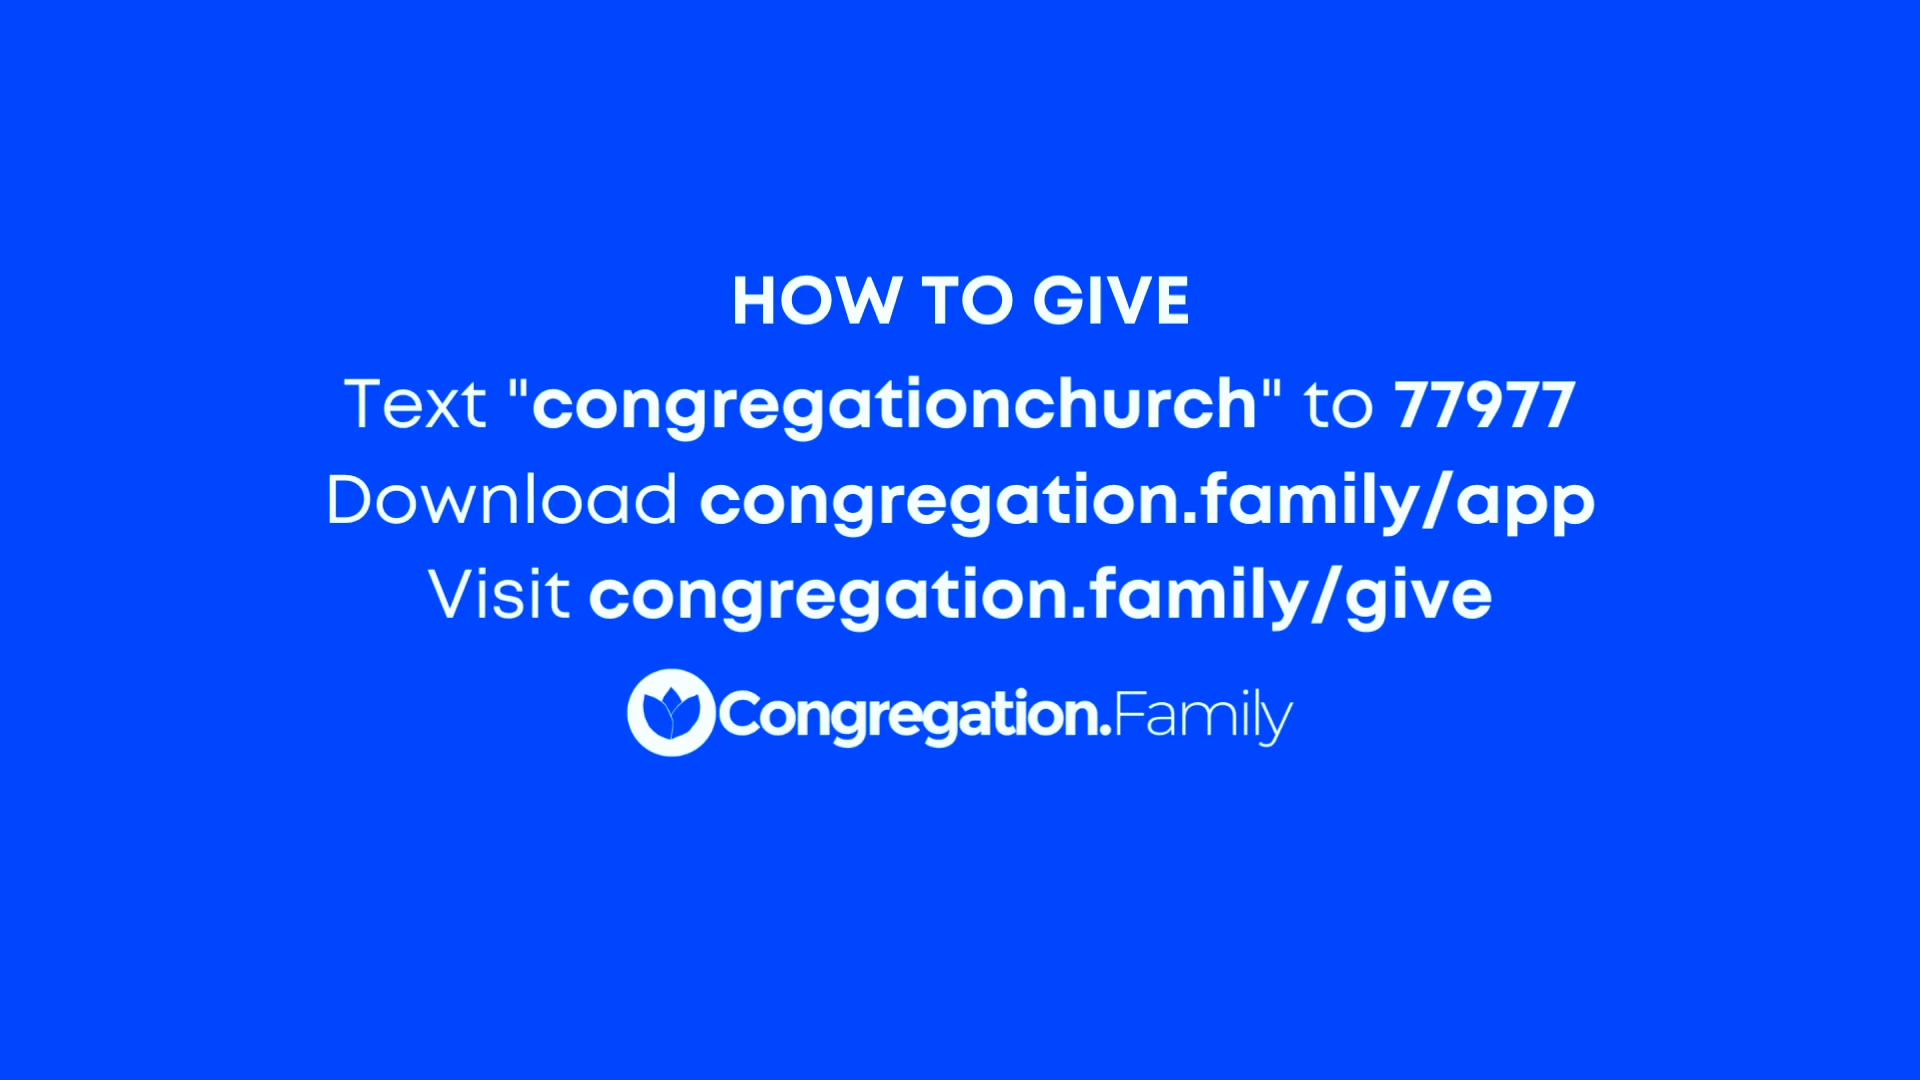 HOW TO GIVE
Text "congregationchurch" to 77977
Download congregation.family/app
Visit congregation.family/give
Congregation.Family